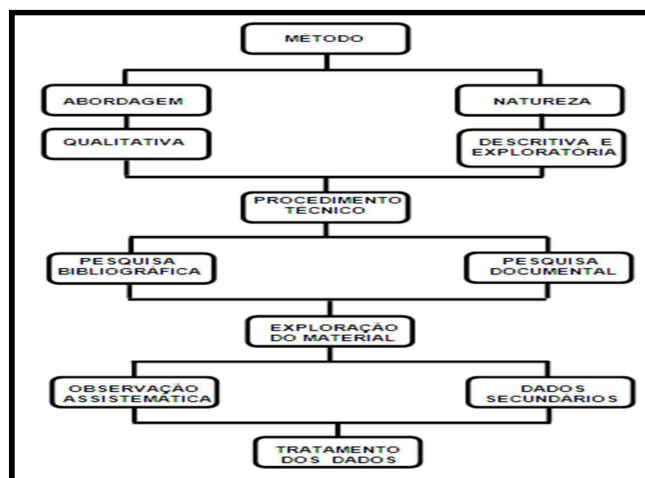 MÉTODO
ABORDAGEM
NATUREZA
QUALITATIVA
DESCRITIVA E
EXPLORATÓRIA
PROCEDIMENTO
TÉCNICO
PESQUISA
BIBLIOGRÁFICA
PESQUISA
DOCUMENTAL
EXPLORAÇÃO
DO MATERIAL
OBSERVAÇÃO
ASSISTEMÁTICA
DADOS
SECUNDÁRIOS
TRATAMENTO
DOS DADOS